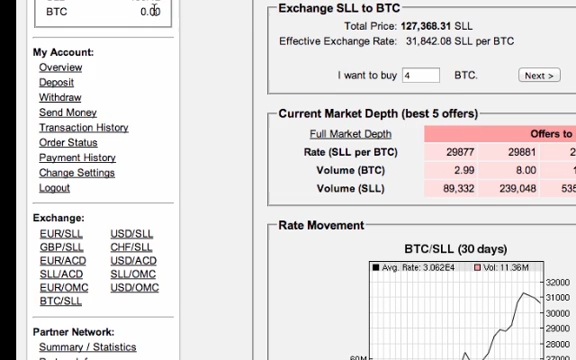 BTC 0.00
My Account:
Overview
Deposit
Withdraw
Send Money
Transaction History
Order Status
Payment History
Change Settings
Logout
Exchange:
EUR/SLL USD/SLL
GBP/SLL CHF/SLL
EUR/ACD USD/ACD
SLL/ACD SLL/OMC
EUR/OMC USD/OMC
BTC/SLL
Partner Network:
Summary / Statistics
Exchange SLL to BTC
Total Price: 127,368.31 SLL
Effective Exchange Rate: 31,842.08 SLL per BTC
I want to buy 4 BTC. Next >
Current Market Depth (best 5 offers)
Full Market Depth Offers to
Rate (SLL per BTC) 29877 29881 2
Volume (BTC) 2.99 8.00
Volume (SLL) 89,332 239,048 535
Rate Movement
BTC/SLL (30 days)
Avg. Rate: 3.062E4 Vol: 11.36M
32000
31000
30000
29000
28000
60M 27000